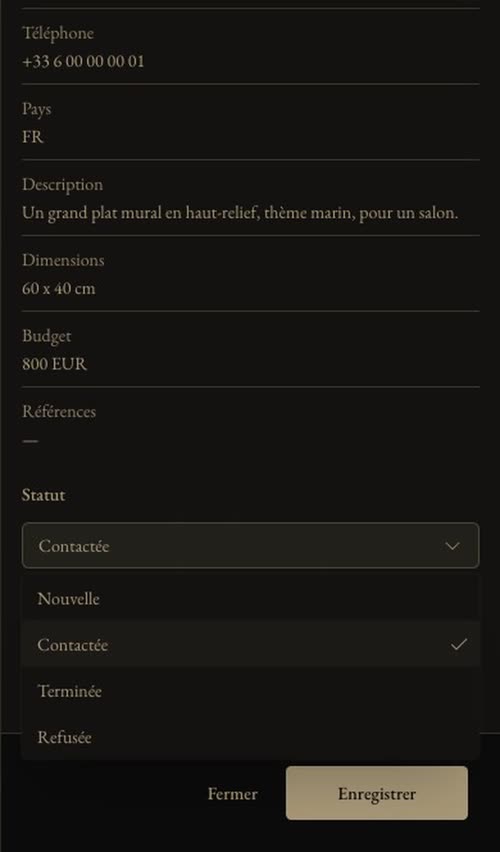 Téléphone
+33 6 00 00 00 01
Pays
FR
Description
Un grand plat mural en haut-relief, thème marin, pour un salon.
Dimensions
60 x 40 cm
Budget
800 EUR
Références
—
Statut
Contactée
Nouvelle
Contactée
Terminée
Refusée
Fermer Enregistrer